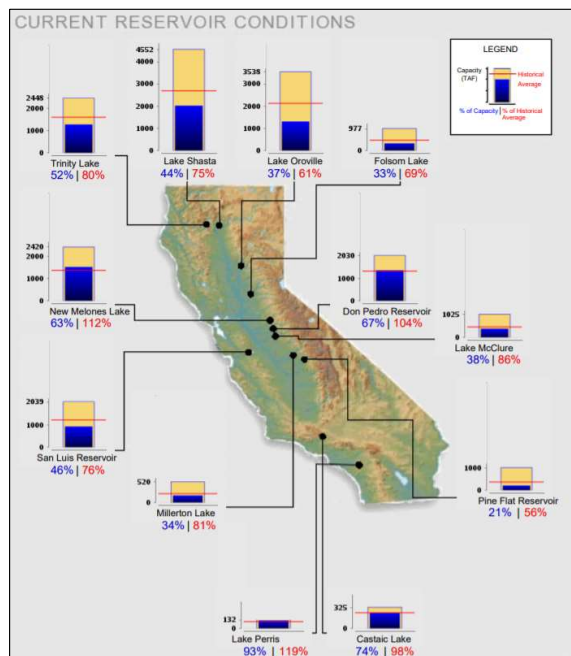 CURRENT RESERVOIR CONDITIONS
LEGEND
Capacity
(TAF)
Historical
Average
% of Capacity | % of Historical
Average
2448
2000
1000
0
Trinity Lake
52% | 80%
4552
4000
3000
2000
1000
0
Lake Shasta
44% | 75%
3538
3000
2000
1000
0
Lake Oroville
37% | 61%
977
0
Folsom Lake
33% | 69%
2420
2000
1000
0
New Melones Lake
63% | 112%
2030
1000
0
Don Pedro Reservoir
67% | 104%
1025
0
Lake McClure
38% | 86%
2039
1000
0
San Luis Reservoir
46% | 76%
520
0
Millerton Lake
34% | 81%
1000
0
Pine Flat Reservoir
21% | 56%
132
0
Lake Perris
93% | 119%
325
0
Castaic Lake
74% | 98%